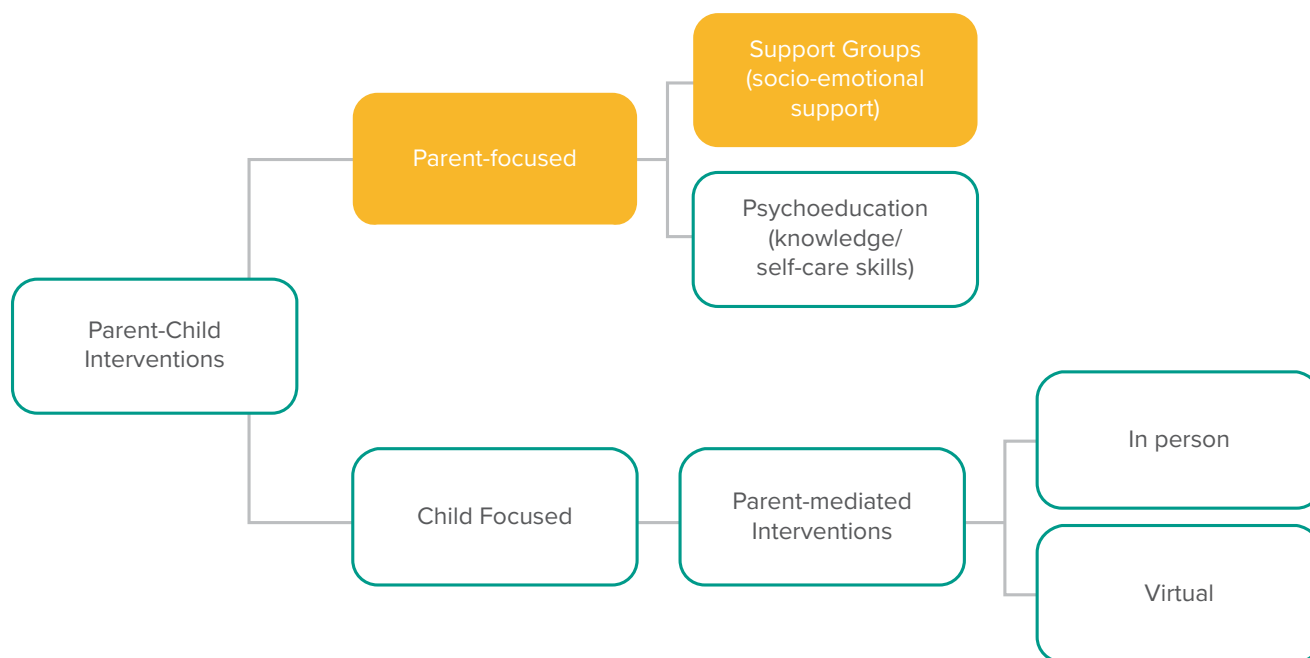 Support Groups
(socio-emotional
support)
Parent-focused
Psychoeducation
(knowledge/
self-care skills)
Parent-Child
Interventions
In person
Child Focused
Parent-mediated
Interventions
Virtual